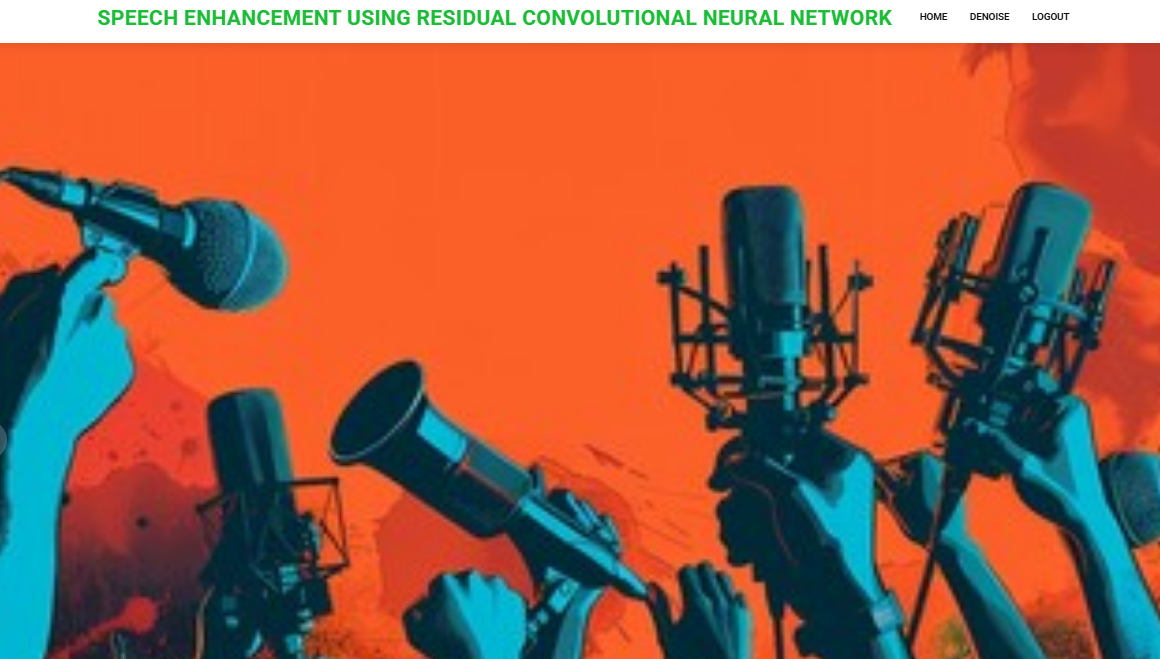 SPEECH ENHANCEMENT USING RESIDUAL CONVOLUTIONAL NEURAL NETWORK HOME DENOISE LOGOUT